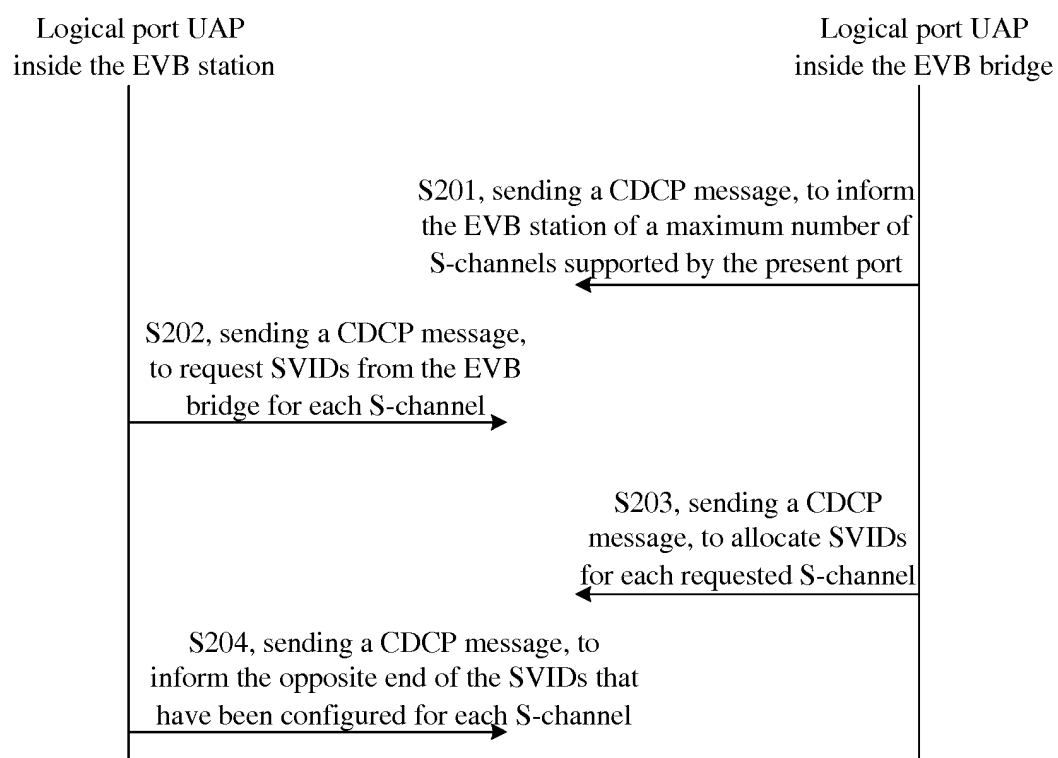 Logical port UAP
inside the EVB station
Logical port UAP
inside the EVB bridge
S201, sending a CDCP message, to inform
the EVB station of a maximum number of
S-channels supported by the present port
S202, sending a CDCP message,
to request SVIDs from the EVB
bridge for each S-channel
S203, sending a CDCP
message, to allocate SVIDs
for each requested S-channel
S204, sending a CDCP message, to
inform the opposite end of the SVIDs that
have been configured for each S-channel